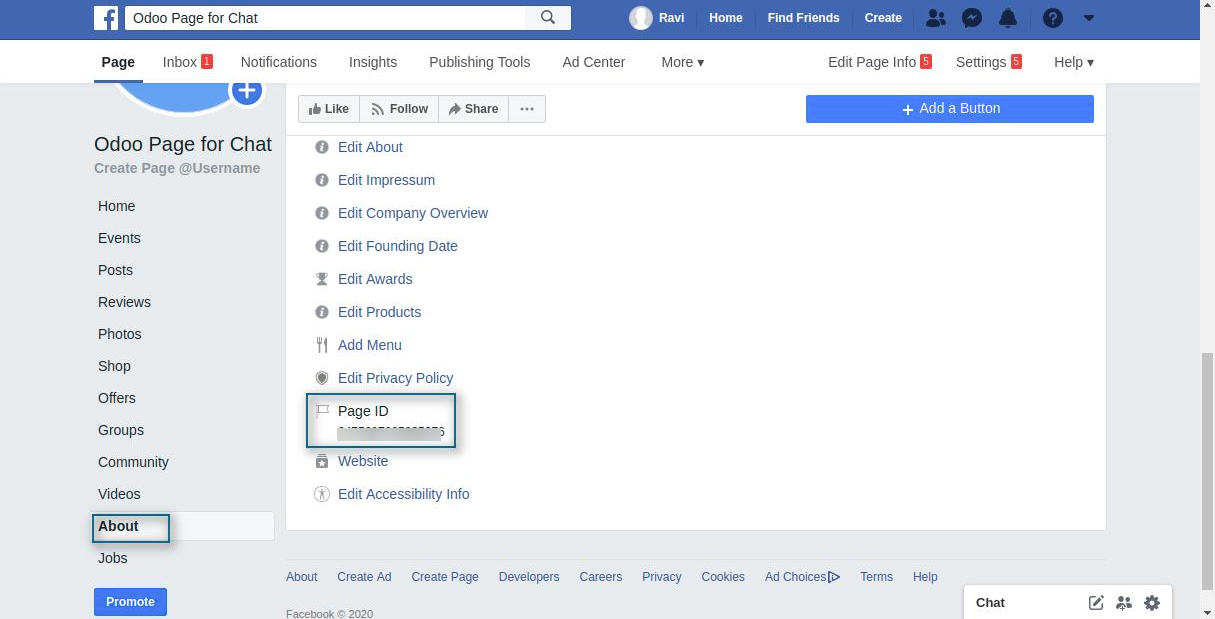 Odoo Page for Chat
Ravi Home Find Friends Create
Page Inbox 1 Notifications Insights Publishing Tools Ad Center More ▾ Edit Page Info 5 Settings 5 Help ▾
Like Follow Share ··· + Add a Button
Odoo Page for Chat
Create Page @Username
Home
Events
Posts
Reviews
Photos
Shop
Offers
Groups
Community
Videos
About
Jobs
Promote
Edit About
Edit Impressum
Edit Company Overview
Edit Founding Date
Edit Awards
Edit Products
Add Menu
Edit Privacy Policy
Page ID
Website
Edit Accessibility Info
About Create Ad Create Page Developers Careers Privacy Cookies Ad Choices Terms Help
Facebook © 2020
Chat